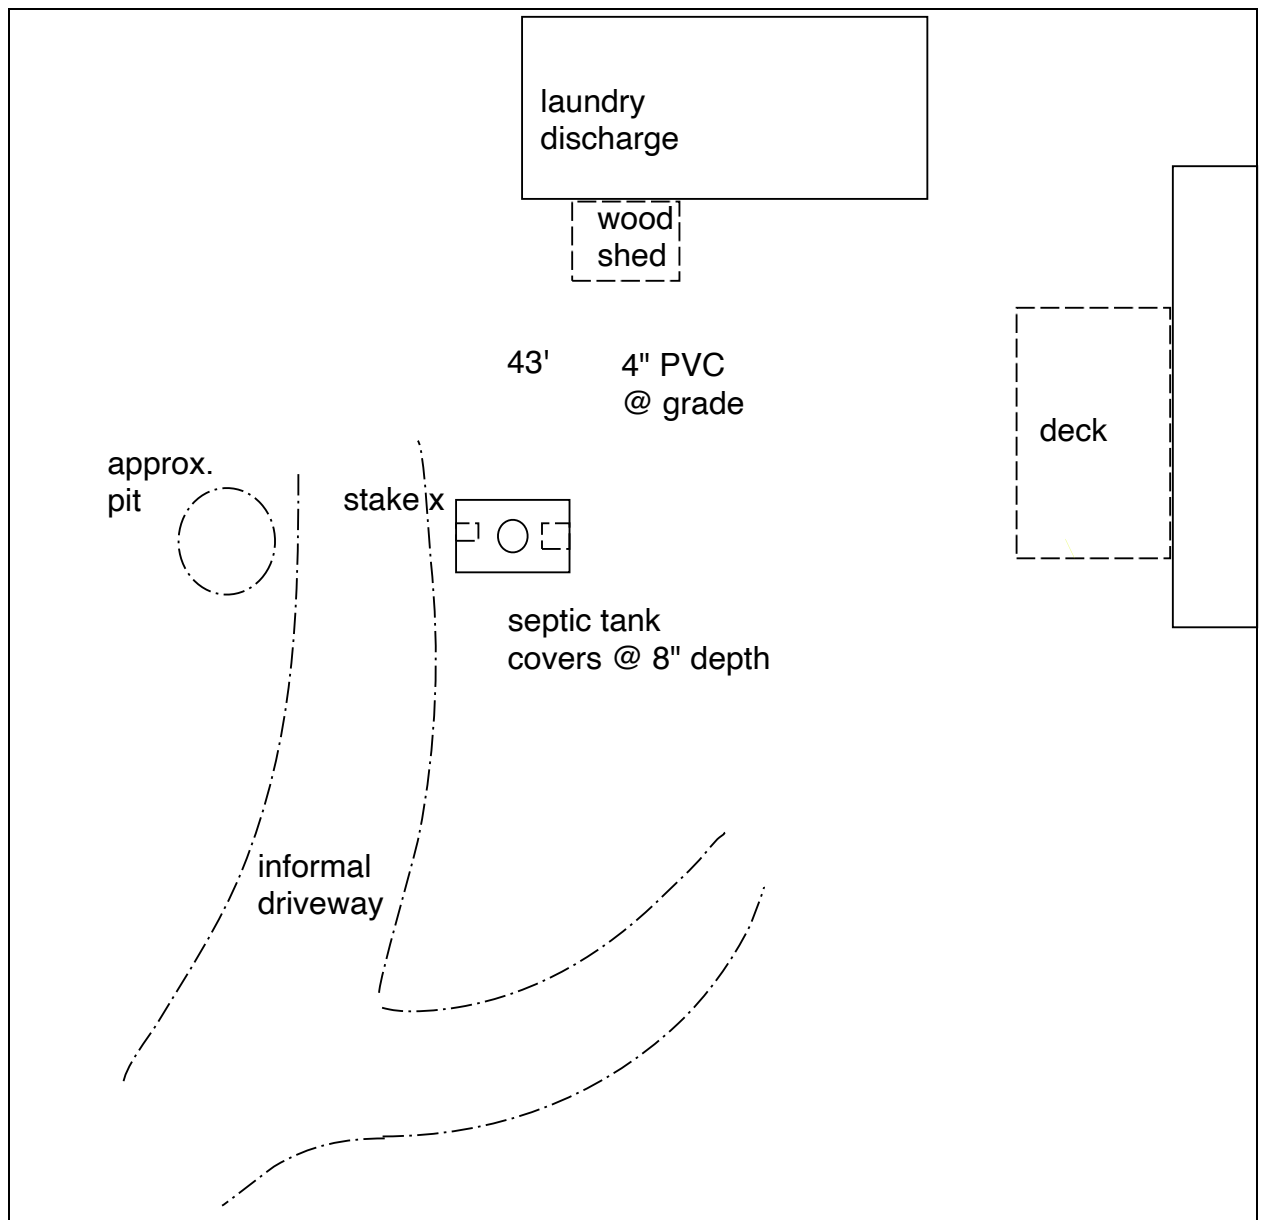 laundry
discharge
wood
shed
43'
4" PVC
@ grade
deck
approx.
pit
stake x
septic tank
covers @ 8" depth
informal
driveway